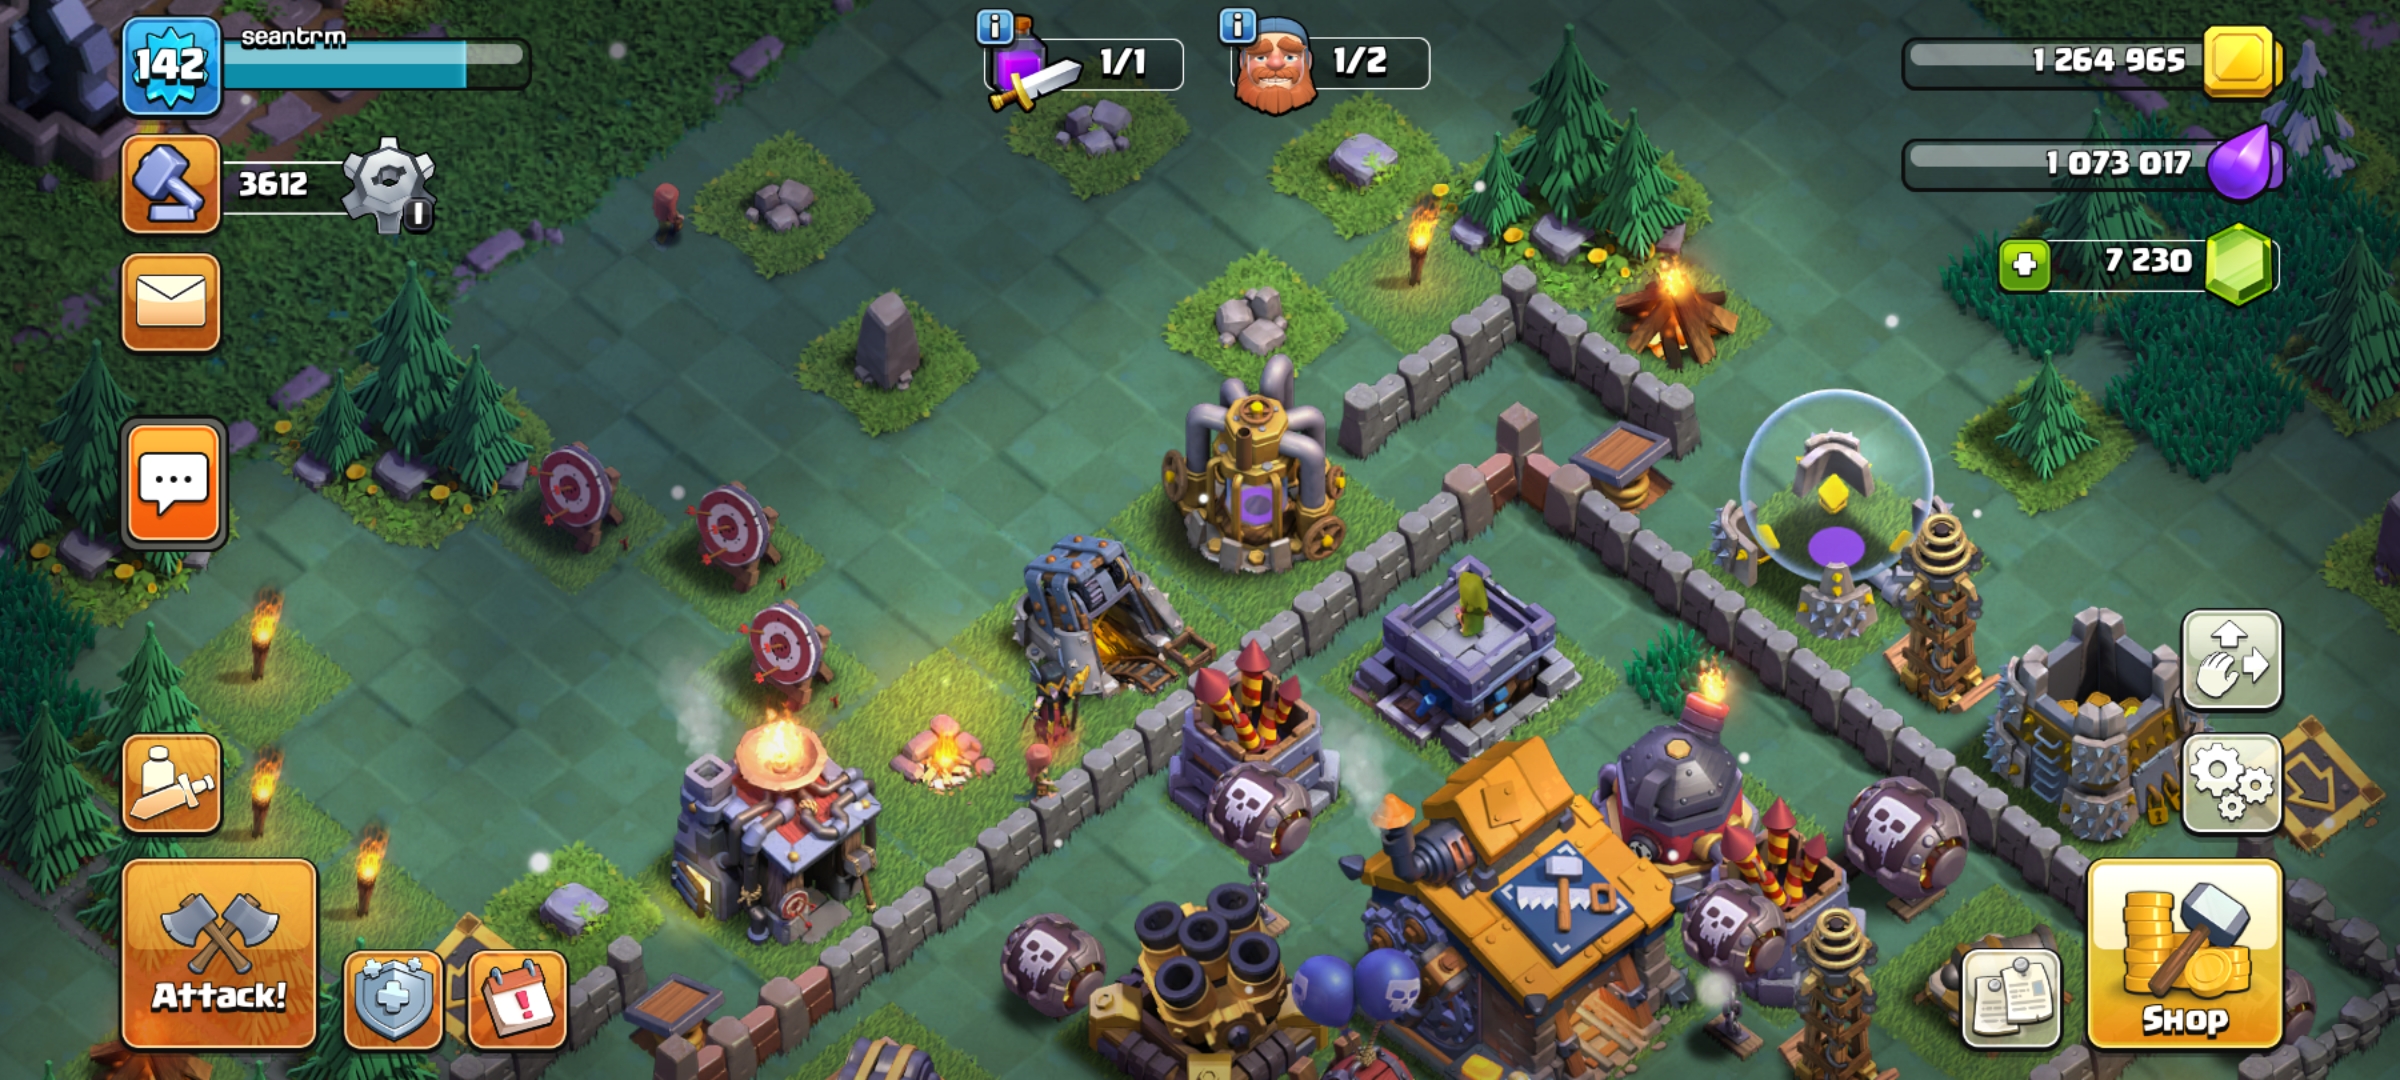 142
seantrm
i
1/1
i
1/2
1 264 965
3612
I
1 073 017
7 230
Attack!
Shop